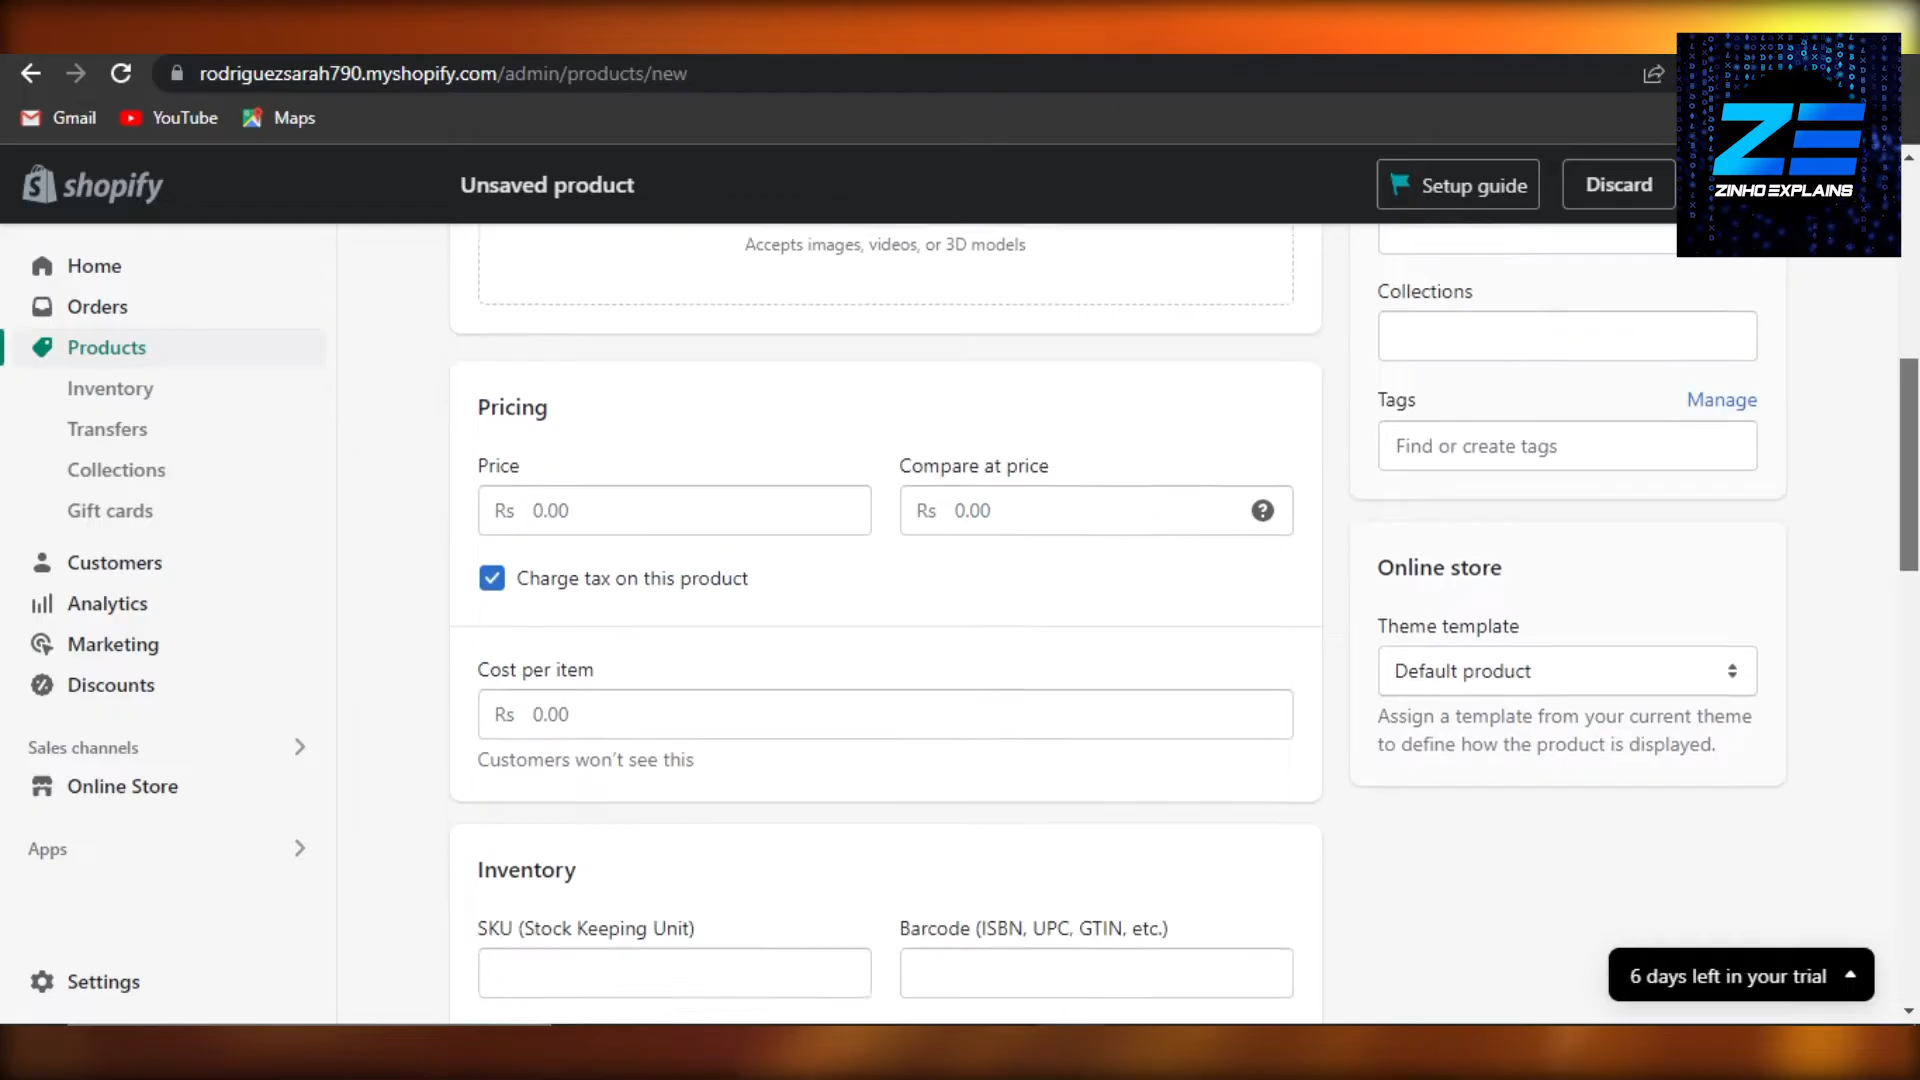 rodriguezsarah790.myshopify.com/admin/products/new
Gmail
YouTube
Maps
ZE
ZINHO EXPLAINS
shopify
Unsaved product
Setup guide
Discard
Home
Orders
Products
Inventory
Transfers
Collections
Gift cards
Customers
Analytics
Marketing
Discounts
Sales channels
Online Store
Apps
Settings
Accepts images, videos, or 3D models
Pricing
Price
Compare at price
Rs 0.00
Rs 0.00
Charge tax on this product
Cost per item
Rs 0.00
Customers won't see this
Inventory
SKU (Stock Keeping Unit)
Barcode (ISBN, UPC, GTIN, etc.)
Collections
Tags
Manage
Find or create tags
Online store
Theme template
Default product
Assign a template from your current theme
to define how the product is displayed.
6 days left in your trial